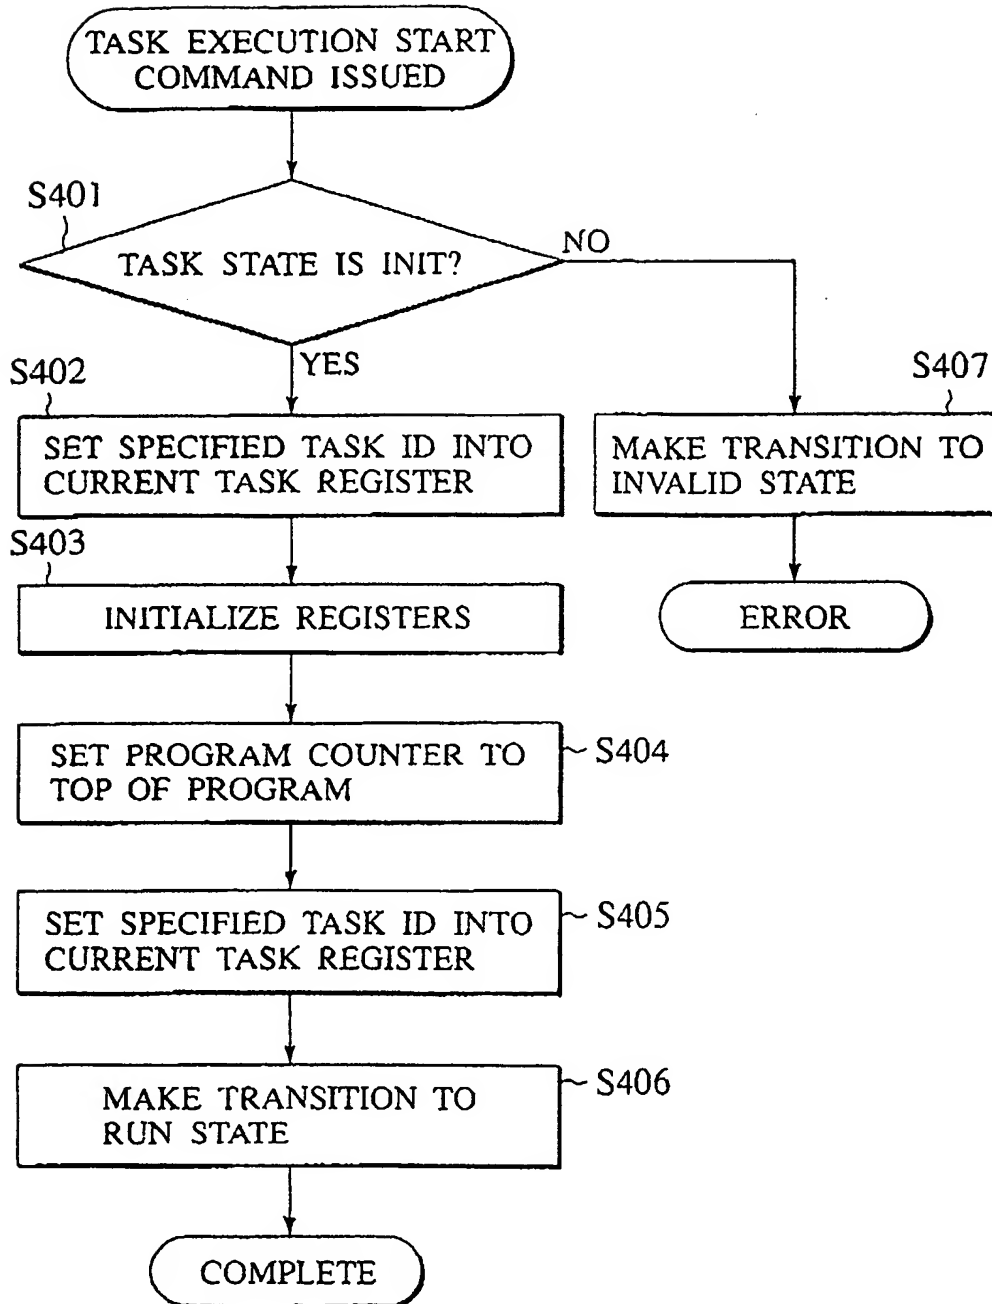 TASK EXECUTION START
COMMAND ISSUED
S401
TASK STATE IS INIT?
NO
YES
S402
SET SPECIFIED TASK ID INTO
CURRENT TASK REGISTER
S407
MAKE TRANSITION TO
INVALID STATE
S403
INITIALIZE REGISTERS
ERROR
SET PROGRAM COUNTER TO
TOP OF PROGRAM
S404
SET SPECIFIED TASK ID INTO
CURRENT TASK REGISTER
S405
MAKE TRANSITION TO
RUN STATE
S406
COMPLETE